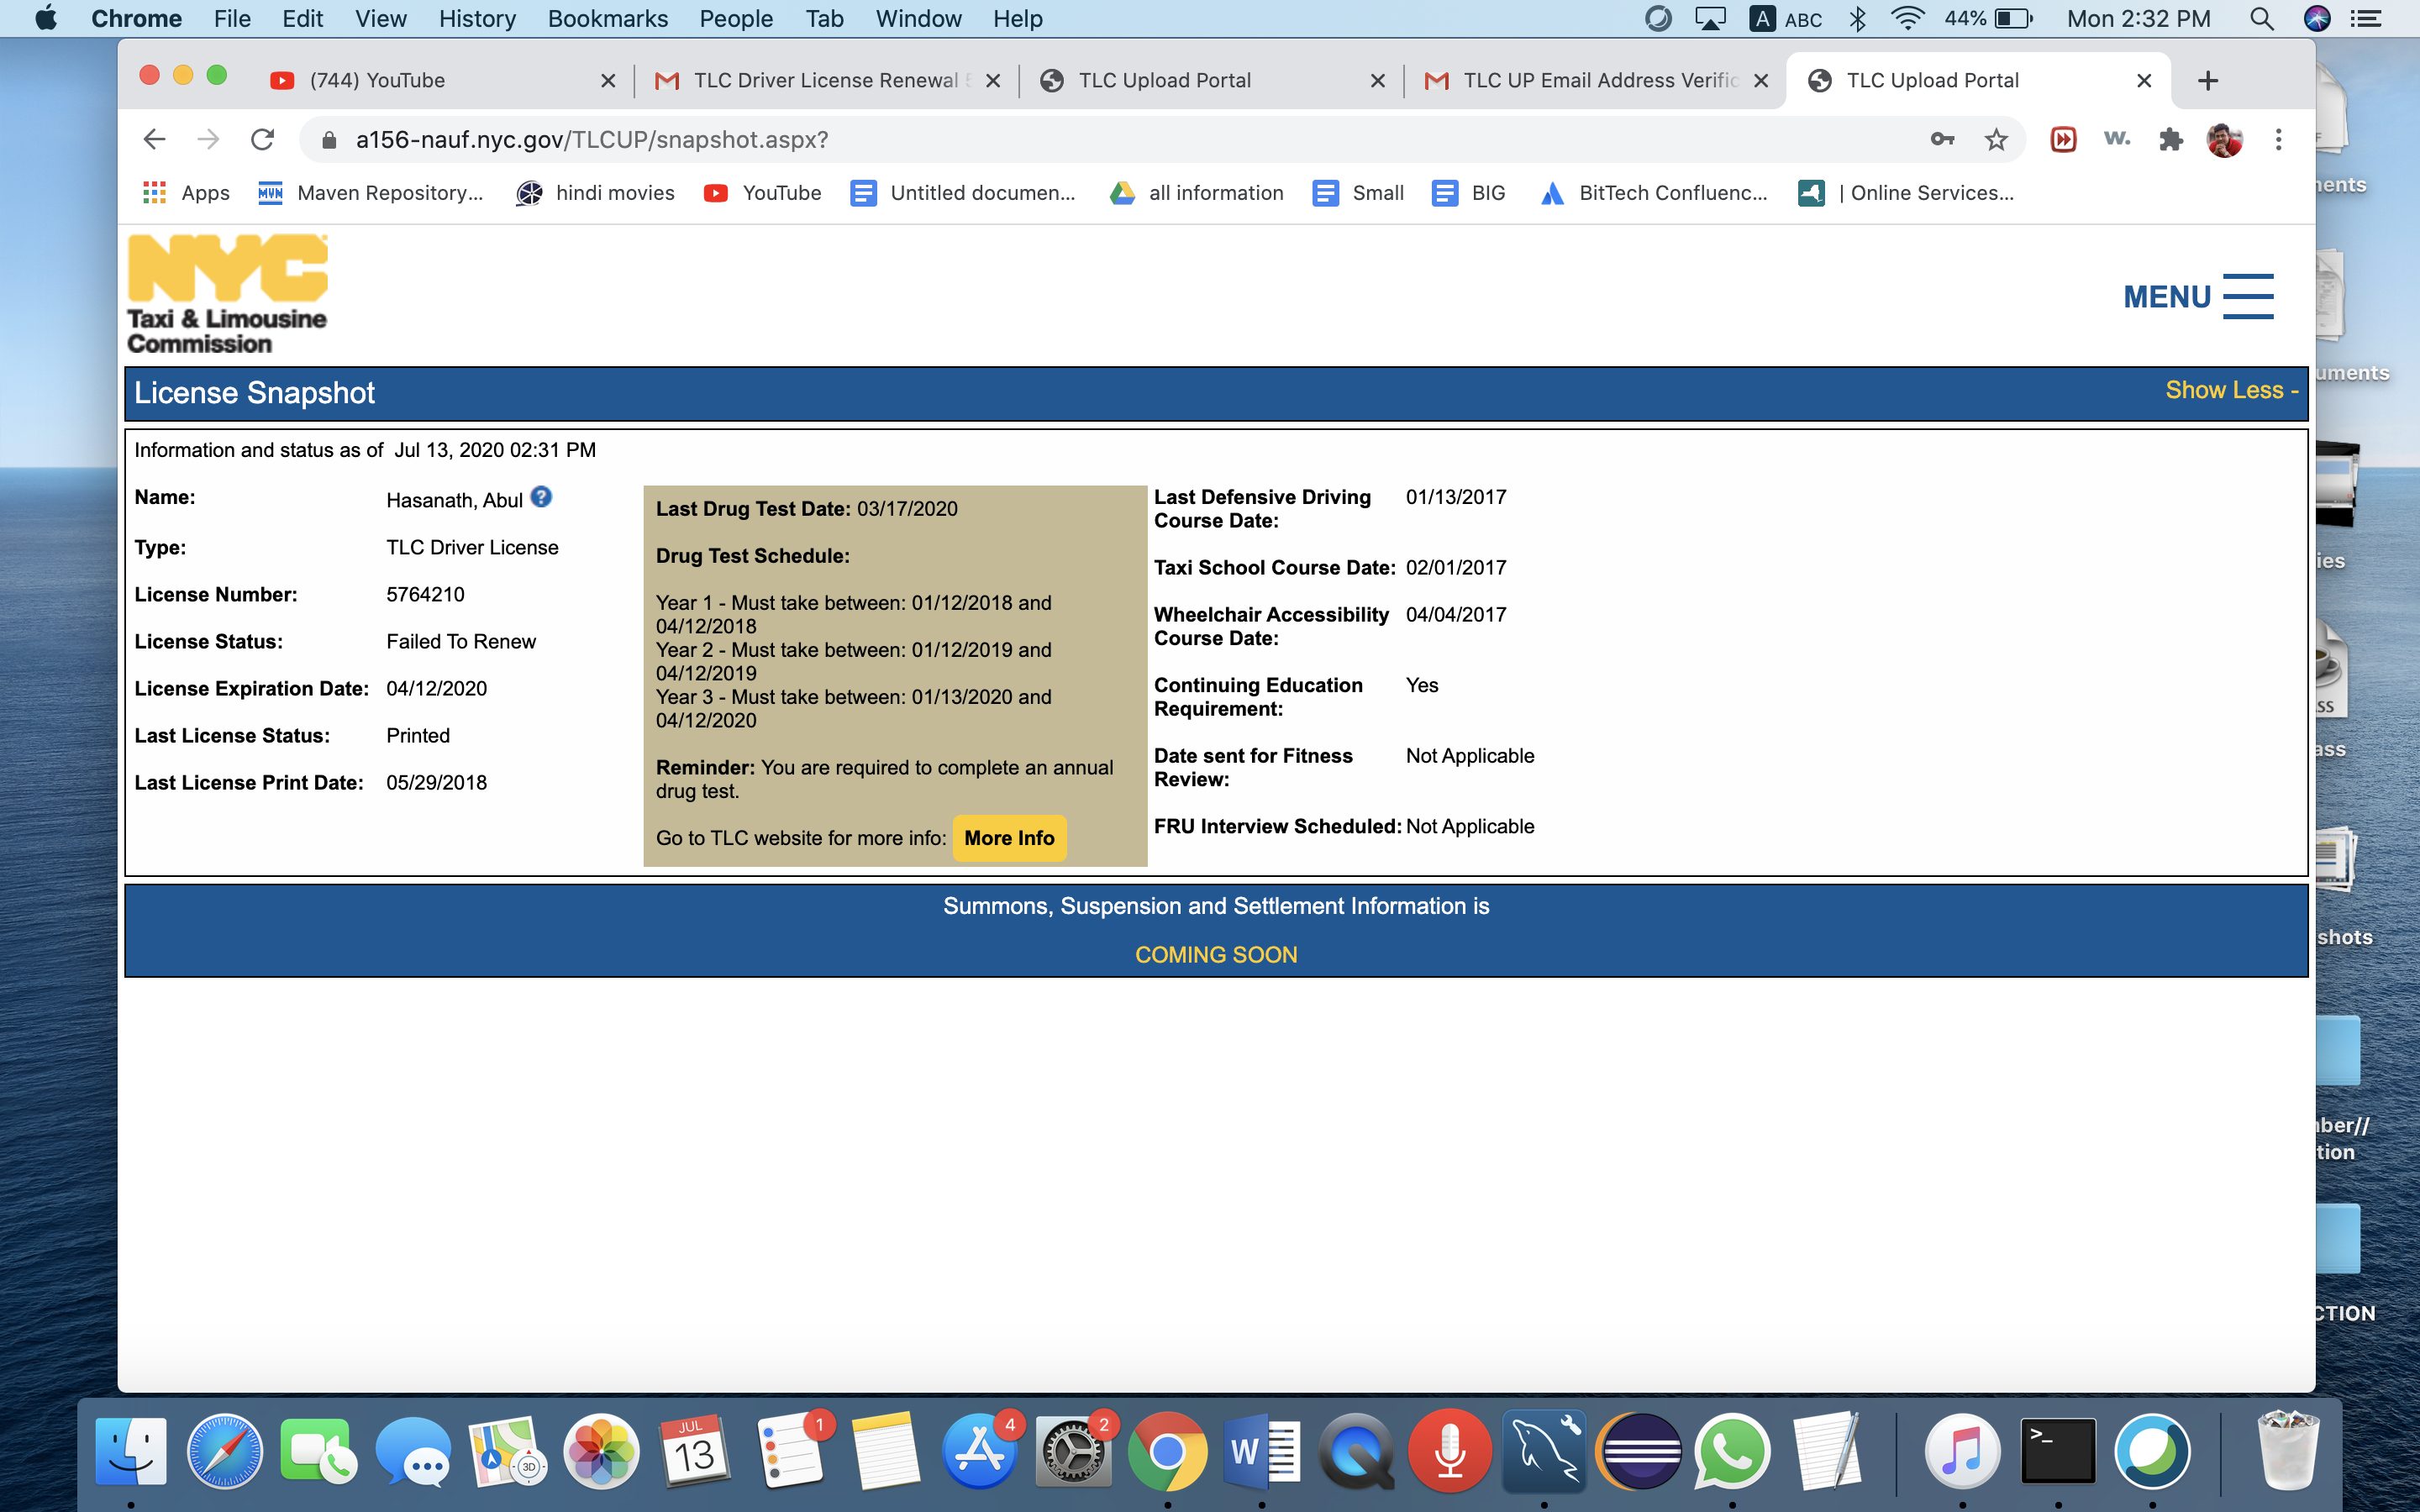 Chrome File Edit View History Bookmarks People Tab Window Help A ABC 44% Mon 2:32 PM
(744) YouTube TLC Driver License Renewal TLC Upload Portal TLC UP Email Address Verific TLC Upload Portal
a156-nauf.nyc.gov/TLCUP/snapshot.aspx? w.
Apps MVN Maven Repository... hindi movies YouTube Untitled documen... all information Small BIG BitTech Confluenc... | Online Services...
NYC
Taxi & Limousine
Commission
MENU
License Snapshot Show Less -
Information and status as of Jul 13, 2020 02:31 PM
Name: Hasanath, Abul ?
Type: TLC Driver License
License Number: 5764210
License Status: Failed To Renew
License Expiration Date: 04/12/2020
Last License Status: Printed
Last License Print Date: 05/29/2018
Last Drug Test Date: 03/17/2020
Drug Test Schedule:
Year 1 - Must take between: 01/12/2018 and
04/12/2018
Year 2 - Must take between: 01/12/2019 and
04/12/2019
Year 3 - Must take between: 01/13/2020 and
04/12/2020
Reminder: You are required to complete an annual
drug test.
Go to TLC website for more info: More Info
Last Defensive Driving 01/13/2017
Course Date:
Taxi School Course Date: 02/01/2017
Wheelchair Accessibility 04/04/2017
Course Date:
Continuing Education Yes
Requirement:
Date sent for Fitness Not Applicable
Review:
FRU Interview Scheduled: Not Applicable
Summons, Suspension and Settlement Information is
COMING SOON
nents
uments
ies
SS
ass
shots
nber//
tion
CTION
3D
JUL
13
1
4
2
W
>_